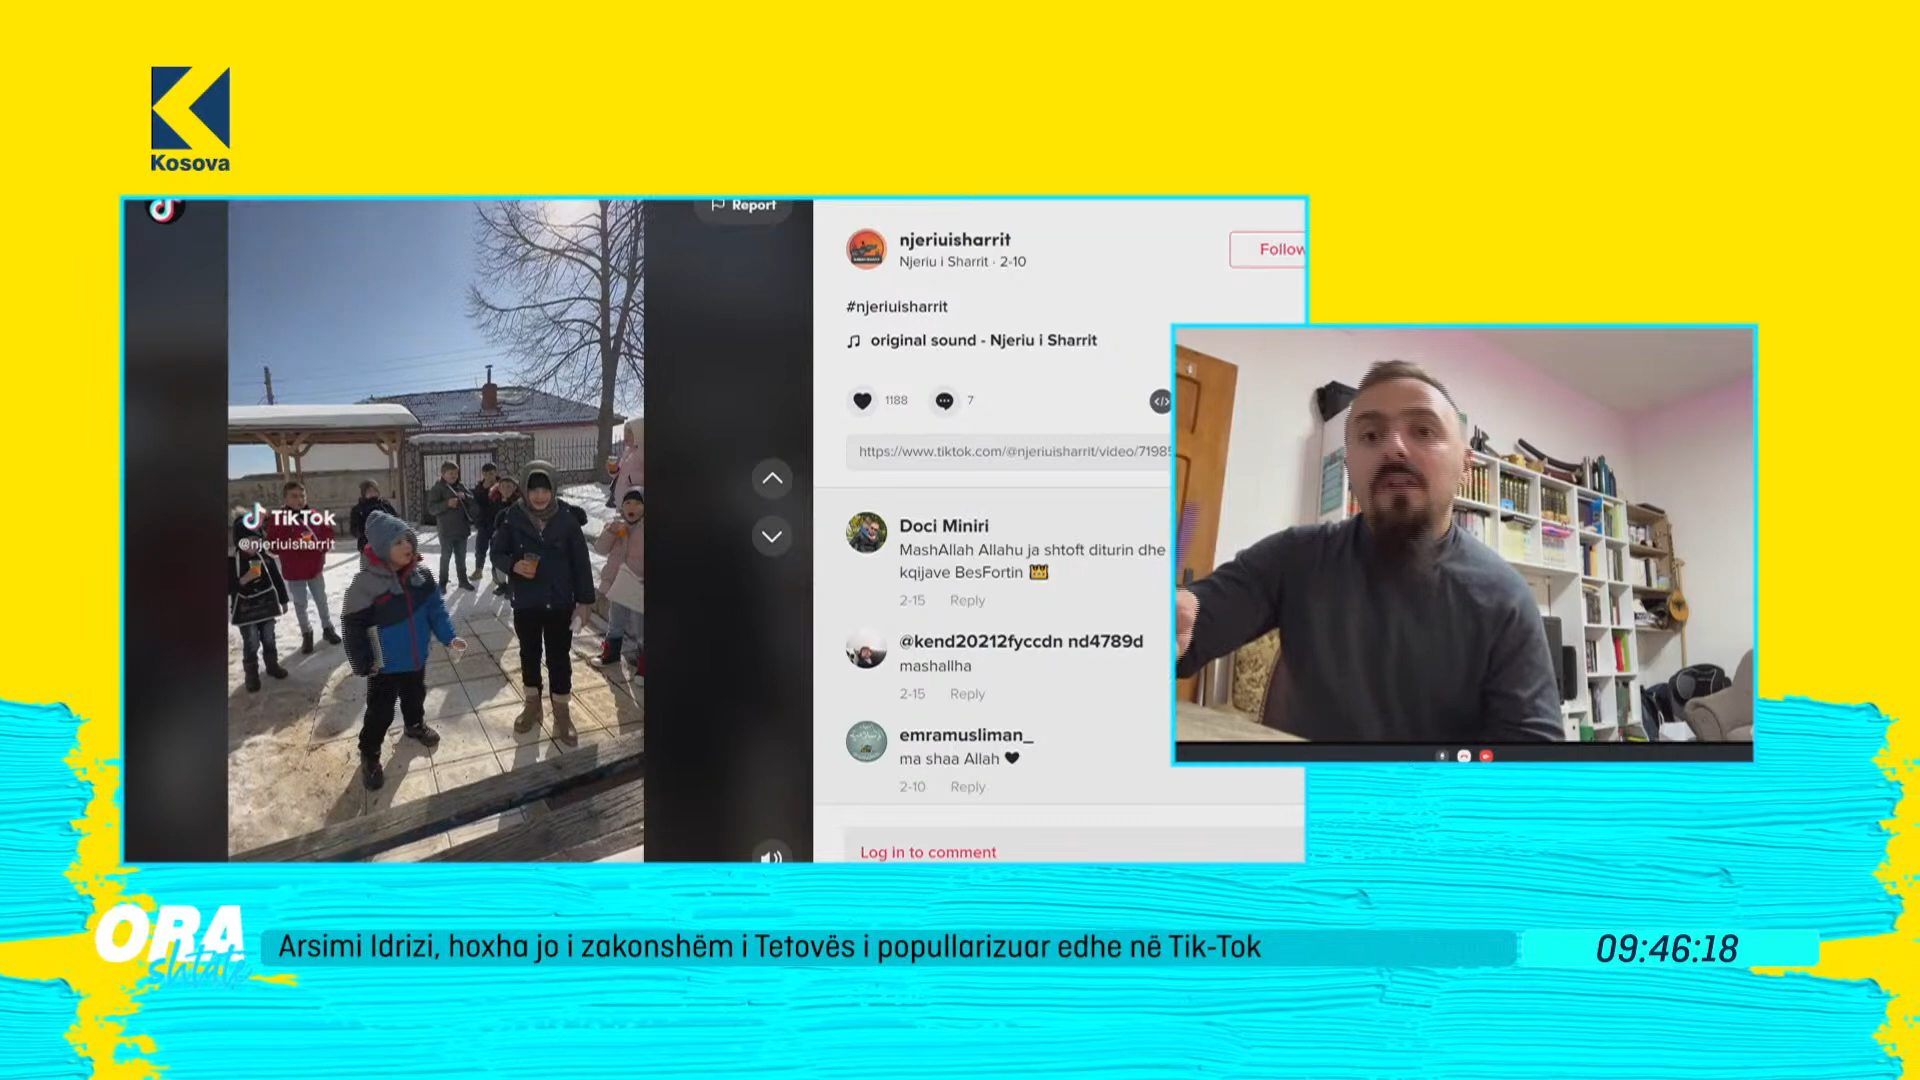 Kosova
Report
njeriuisharrit
Njeriu i Sharrit · 2-10
Follow
#njeriuisharrit
original sound - Njeriu i Sharrit
1188
7
https://www.tiktok.com/@njeriuisharrit/video/7198
TikTok
@njeriuisharrit
Doci Miniri
MashAllah Allahu ja shtoft diturin dhe
kqijave BesFortin 👑
2-15 Reply
@kend20212fyccdn nd4789d
mashallha
2-15 Reply
emramusliman_
ma shaa Allah 🖤
2-10 Reply
Log in to comment
ORA
shtatë
Arsimi Idrizi, hoxha jo i zakonshëm i Tetovës i popullarizuar edhe në Tik-Tok
09:46:18